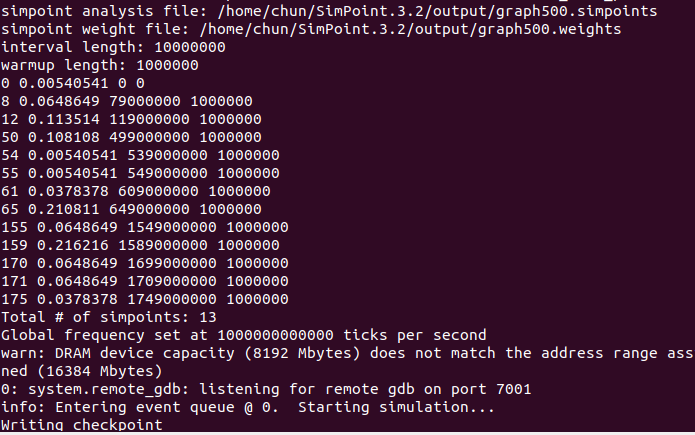 simpoint analysis file: /home/chun/SimPoint.3.2/output/graph500.simpoints
simpoint weight file: /home/chun/SimPoint.3.2/output/graph500.weights
interval length: 10000000
warmup length: 1000000
0 0.00540541 0 0
8 0.0648649 79000000 1000000
12 0.113514 119000000 1000000
50 0.108108 499000000 1000000
54 0.00540541 539000000 1000000
55 0.00540541 549000000 1000000
61 0.0378378 609000000 1000000
65 0.210811 649000000 1000000
155 0.0648649 1549000000 1000000
159 0.216216 1589000000 1000000
170 0.0648649 1699000000 1000000
171 0.0648649 1709000000 1000000
175 0.0378378 1749000000 1000000
Total # of simpoints: 13
Global frequency set at 1000000000000 ticks per second
warn: DRAM device capacity (8192 Mbytes) does not match the address range ass
ned (16384 Mbytes)
0: system.remote_gdb: listening for remote gdb on port 7001
info: Entering event queue @ 0.  Starting simulation...
Writing checkpoint